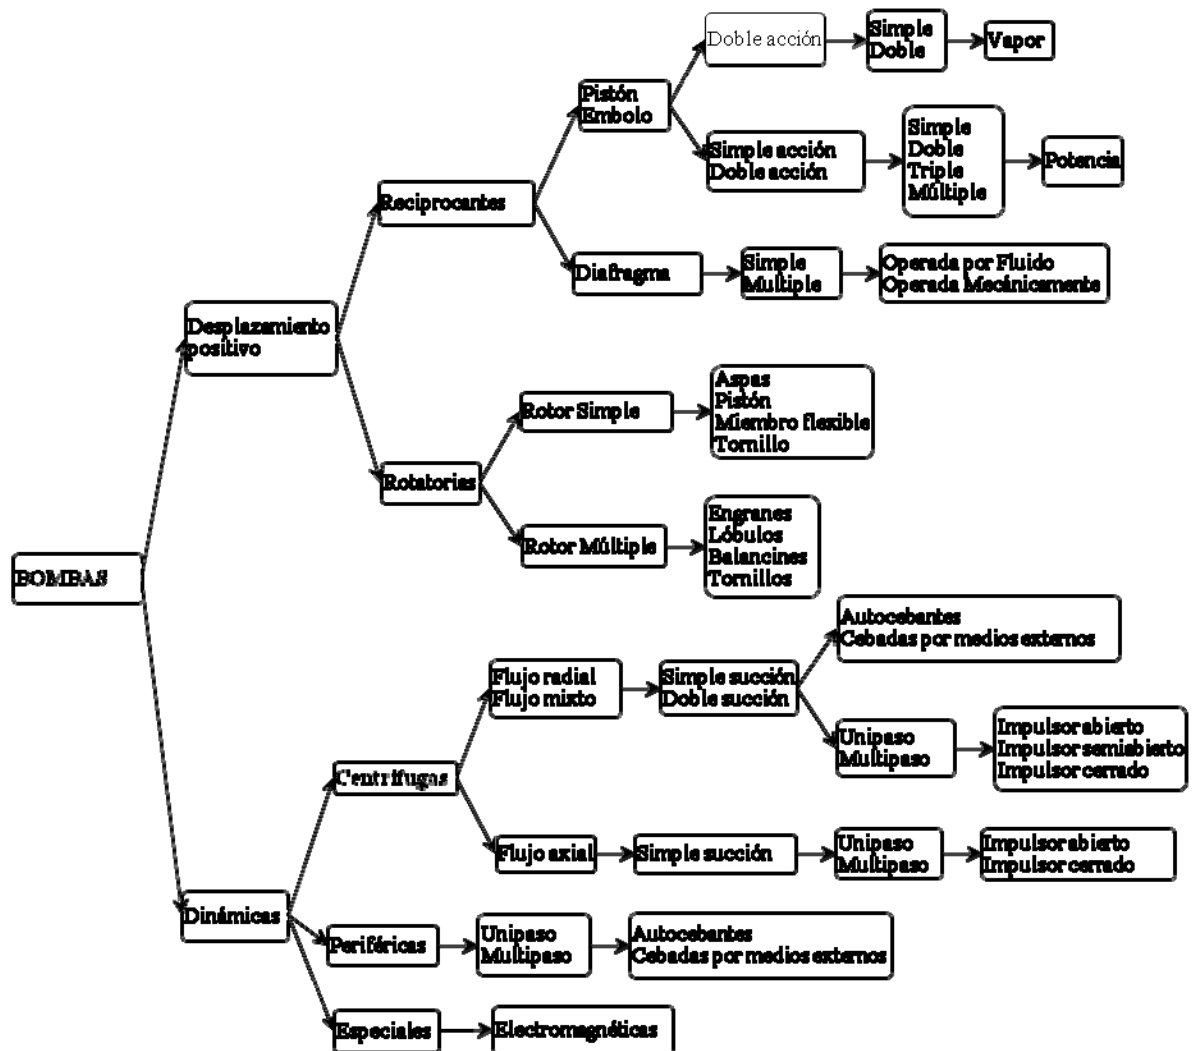 Doble acción
Simple
Doble
Vapor
Pistón
Embolo
Simple acción
Doble acción
Simple
Doble
Triple
Múltiple
Potencia
Reciprocantes
Diafragma
Simple
Multiple
Operada por Fluido
Operada Mecánicamente
Desplazamiento
positivo
Rotor Simple
Aspas
Pistón
Miembro flexible
Tornillo
Rotatorias
Rotor Múltiple
Engranes
Lóbulos
Balancines
Tornillos
BOMBAS
Autocebantes
Cebadas por medios externos
Flujo radial
Flujo mixto
Simple succión
Doble succión
Unipaso
Multipaso
Impulsor abierto
Impulsor semiabierto
Impulsor cerrado
Centrífugas
Flujo axial
Simple succión
Unipaso
Multipaso
Impulsor abierto
Impulsor cerrado
Dinámicas
Periféricas
Unipaso
Multipaso
Autocebantes
Cebadas por medios externos
Especiales
Electromagnéticas